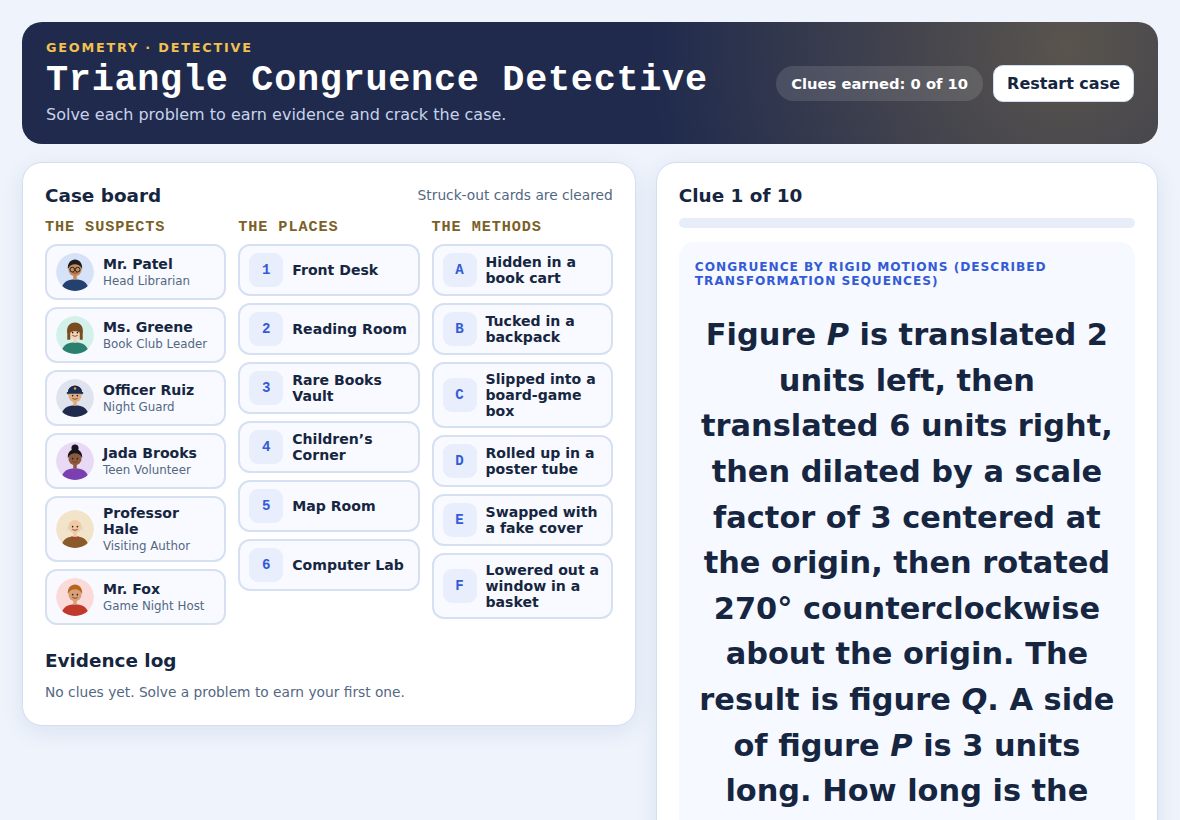 GEOMETRY · DETECTIVE
Triangle Congruence Detective
Solve each problem to earn evidence and crack the case.
Clues earned: 0 of 10
Restart case
Case board
Struck-out cards are cleared
THE SUSPECTS
Mr. Patel
Head Librarian
Ms. Greene
Book Club Leader
Officer Ruiz
Night Guard
Jada Brooks
Teen Volunteer
Professor
Hale
Visiting Author
Mr. Fox
Game Night Host
THE PLACES
1 Front Desk
2 Reading Room
3 Rare Books
Vault
4 Children’s
Corner
5 Map Room
6 Computer Lab
THE METHODS
A Hidden in a
book cart
B Tucked in a
backpack
C Slipped into a
board-game
box
D Rolled up in a
poster tube
E Swapped with
a fake cover
F Lowered out a
window in a
basket
Evidence log
No clues yet. Solve a problem to earn your first one.
Clue 1 of 10
CONGRUENCE BY RIGID MOTIONS (DESCRIBED
TRANSFORMATION SEQUENCES)
Figure P is translated 2
units left, then
translated 6 units right,
then dilated by a scale
factor of 3 centered at
the origin, then rotated
270° counterclockwise
about the origin. The
result is figure Q. A side
of figure P is 3 units
long. How long is the